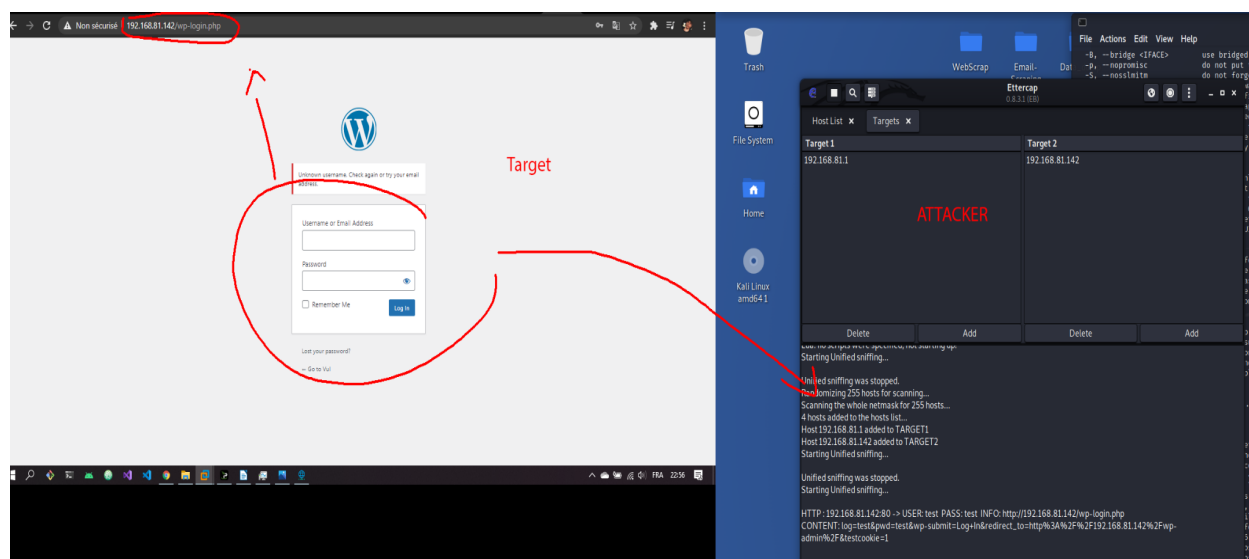 Non sécurisé
192.168.81.142/wp-login.php
Unknown username. Check again or try your email
address.
Username or Email Address
Password
Remember Me
Log In
Lost your password?
← Go to Vul
FRA
22:56
Target
Trash
File System
Home
Kali Linux
amd64 1
WebScrap
Email-
Dat
File Actions Edit View Help
-B, --bridge <IFACE>
use bridged
-p, --nopromisc
do not put
-S, --nosslmitm
do not forg
Ettercap
0.8.3.1 (EB)
Host List ×
Targets ×
Target 1
Target 2
192.168.81.1
192.168.81.142
ATTACKER
Delete
Add
Delete
Add
Lua: no scripts were specified, not starting up!
Starting Unified sniffing...
Unified sniffing was stopped.
Randomizing 255 hosts for scanning...
Scanning the whole netmask for 255 hosts...
4 hosts added to the hosts list...
Host 192.168.81.1 added to TARGET1
Host 192.168.81.142 added to TARGET2
Starting Unified sniffing...
Unified sniffing was stopped.
Starting Unified sniffing...
HTTP : 192.168.81.142:80 -> USER: test PASS: test INFO: http://192.168.81.142/wp-login.php
CONTENT: log=test&pwd=test&wp-submit=Log+In&redirect_to=http%3A%2F%2F192.168.81.142%2Fwp-
admin%2F&testcookie=1